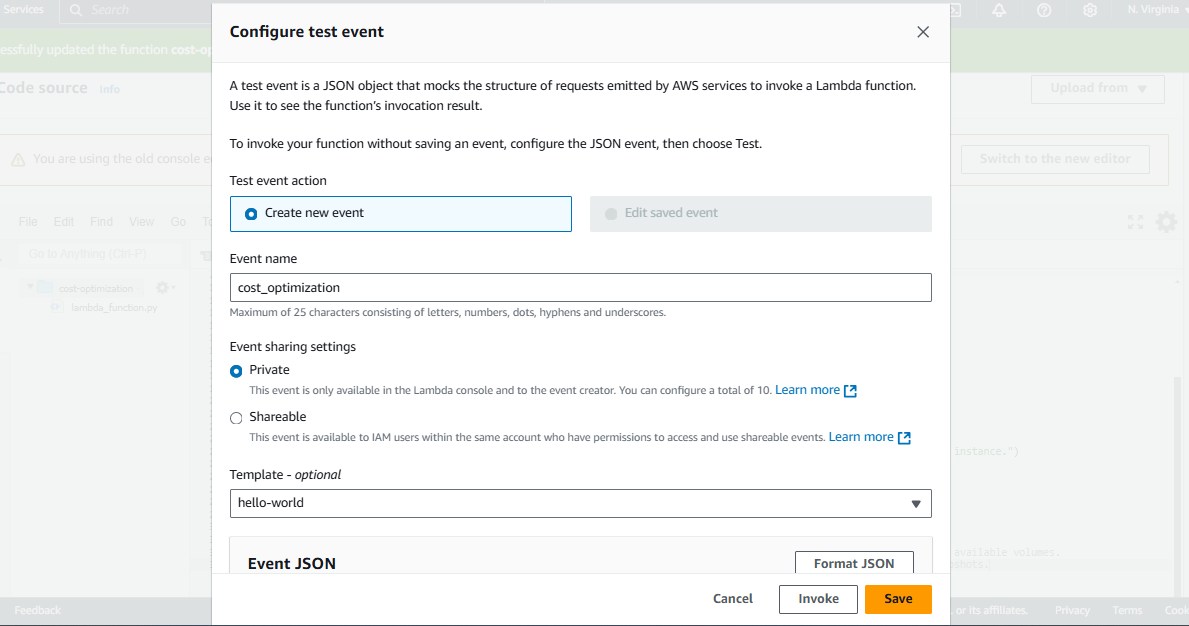 Services
Search
N. Virginia
Configure test event
essfully updated the function cost-op
Code source Info
Upload from
A test event is a JSON object that mocks the structure of requests emitted by AWS services to invoke a Lambda function.
Use it to see the function's invocation result.
To invoke your function without saving an event, configure the JSON event, then choose Test.
You are using the old console e
Switch to the new editor
Test event action
Create new event
Edit saved event
File Edit Find View Go To
Go to Anything (Ctrl-P)
Event name
cost_optimization
Maximum of 25 characters consisting of letters, numbers, dots, hyphens and underscores.
cost-optimization
lambda_function.py
Event sharing settings
Private
This event is only available in the Lambda console and to the event creator. You can configure a total of 10. Learn more
Shareable
This event is available to IAM users within the same account who have permissions to access and use shareable events. Learn more
instance.")
Template - optional
hello-world
Event JSON
Format JSON
available volumes.
shots.
Cancel
Invoke
Save
Feedback
or its affiliates.
Privacy
Terms
Cook